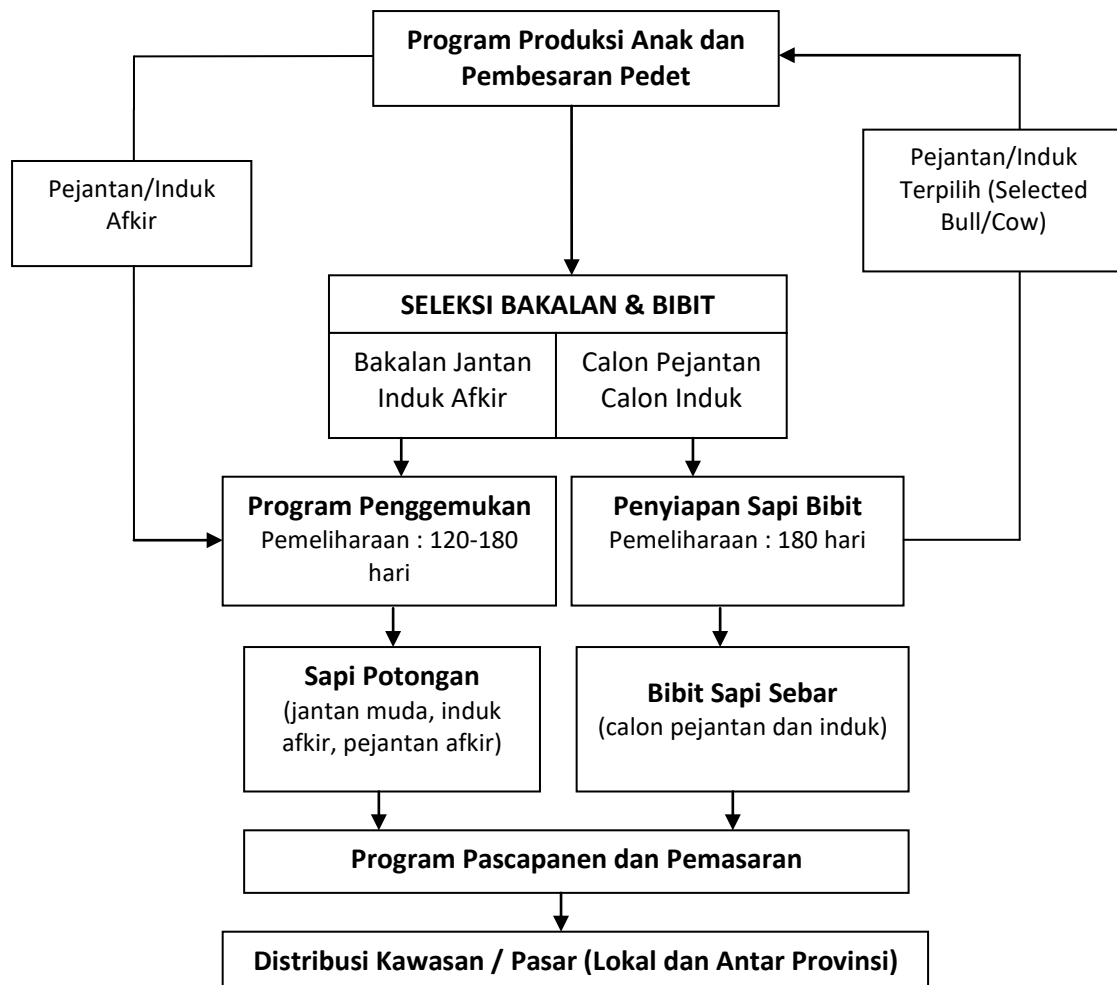 Program Produksi Anak dan
Pembesaran Pedet
Pejantan/Induk
Afkir
Pejantan/Induk
Terpilih (Selected
Bull/Cow)
SELEKSI BAKALAN & BIBIT
Bakalan Jantan
Induk Afkir
Calon Pejantan
Calon Induk
Program Penggemukan
Pemeliharaan : 120-180
hari
Penyiapan Sapi Bibit
Pemeliharaan : 180 hari
Sapi Potongan
(jantan muda, induk
afkir, pejantan afkir)
Bibit Sapi Sebar
(calon pejantan dan induk)
Program Pascapanen dan Pemasaran
Distribusi Kawasan / Pasar (Lokal dan Antar Provinsi)